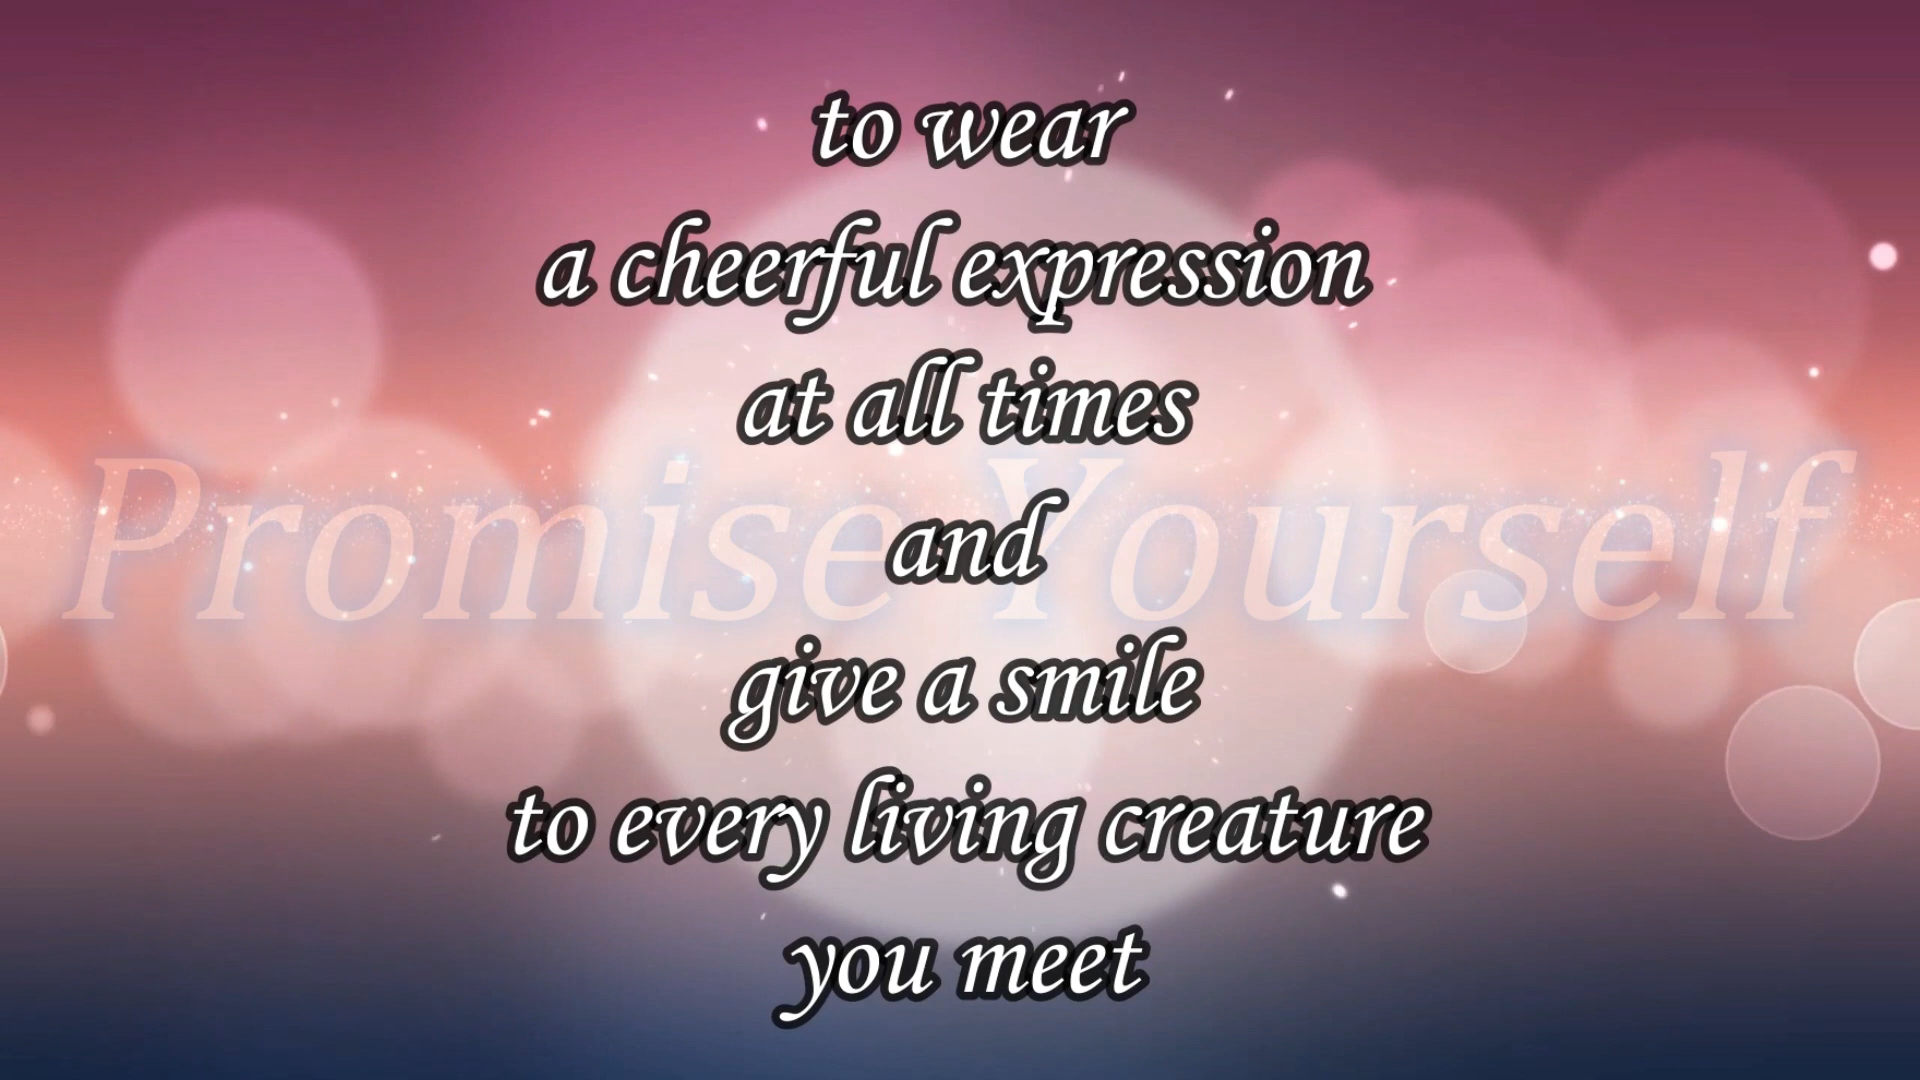 Promise Yourself
to wear
a cheerful expression
at all times
and
give a smile
to every living creature
you meet